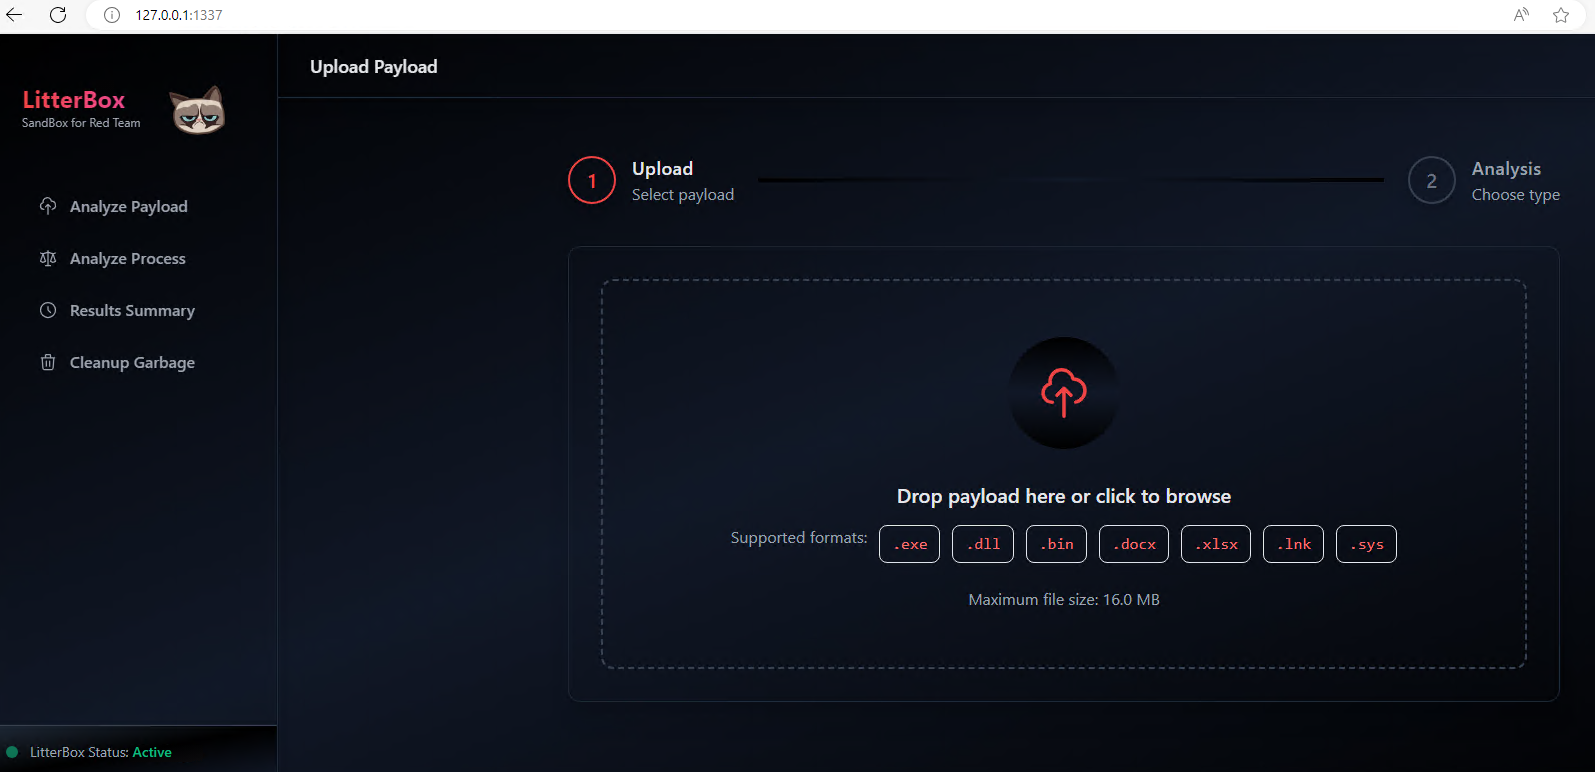 127.0.0.1:1337
Upload Payload
LitterBox
SandBox for Red Team
Analyze Payload
Analyze Process
Results Summary
Cleanup Garbage
LitterBox Status: Active
1
Upload
Select payload
2
Analysis
Choose type
Drop payload here or click to browse
Supported formats: .exe .dll .bin .docx .xlsx .lnk .sys
Maximum file size: 16.0 MB